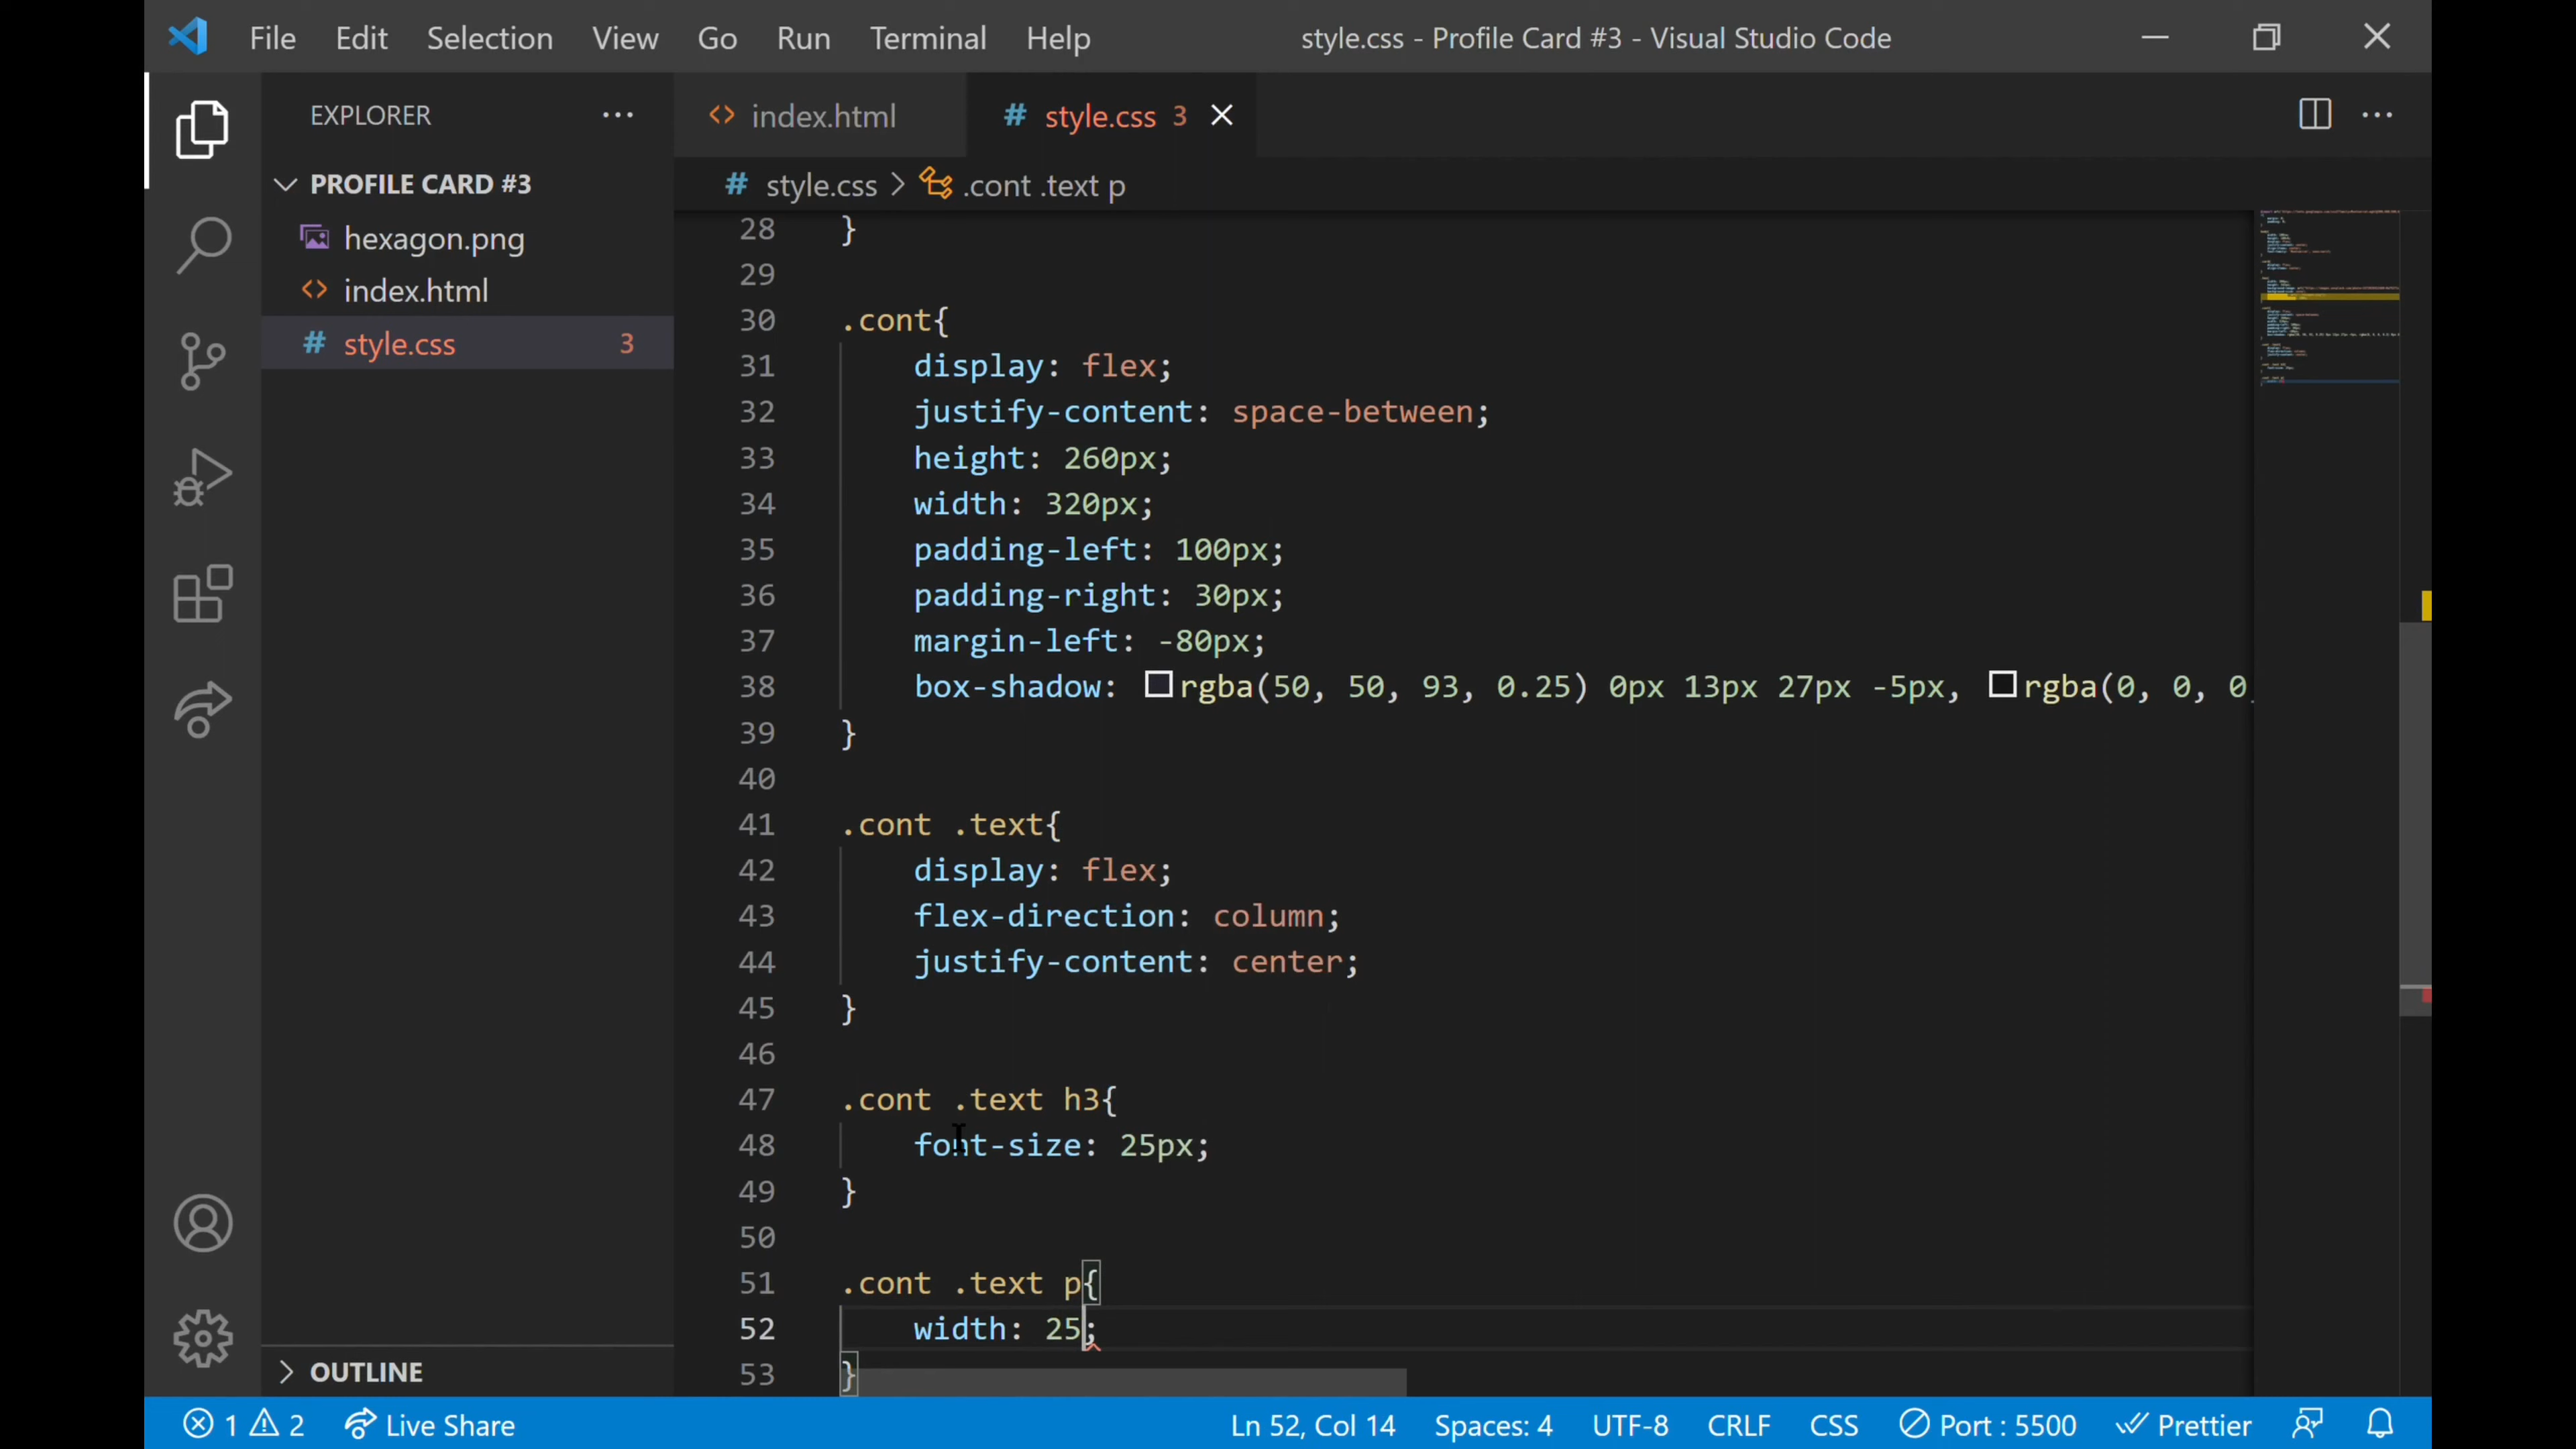 File Edit Selection View Go Run Terminal Help
style.css - Profile Card #3 - Visual Studio Code
EXPLORER
index.html
style.css 3
PROFILE CARD #3
style.css > .cont .text p
hexagon.png
index.html
style.css 3
28 }
29
30 .cont{
31 display: flex;
32 justify-content: space-between;
33 height: 260px;
34 width: 320px;
35 padding-left: 100px;
36 padding-right: 30px;
37 margin-left: -80px;
38 box-shadow: rgba(50, 50, 93, 0.25) 0px 13px 27px -5px, rgba(0, 0, 0
39 }
40
41 .cont .text{
42 display: flex;
43 flex-direction: column;
44 justify-content: center;
45 }
46
47 .cont .text h3{
48 font-size: 25px;
49 }
50
51 .cont .text p{
52 width: 25;
53 }
OUTLINE
1 2 Live Share
Ln 52, Col 14 Spaces: 4 UTF-8 CRLF CSS Port : 5500 Prettier